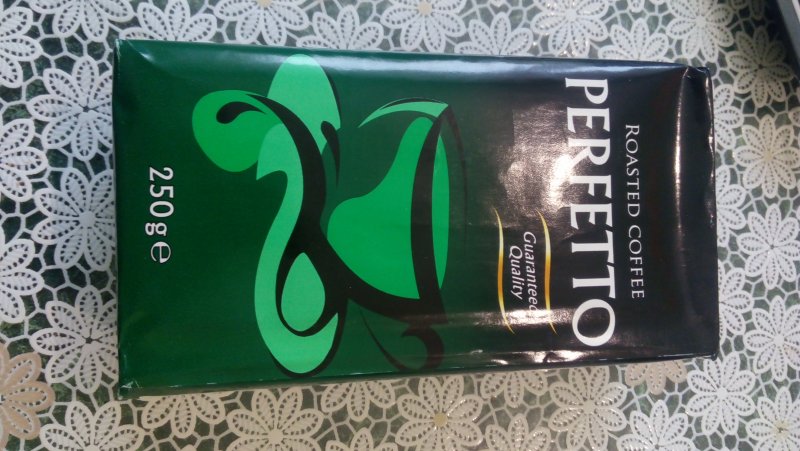 ROASTED COFFEE
PERFETTO
Guaranteed
Quality
250g℮